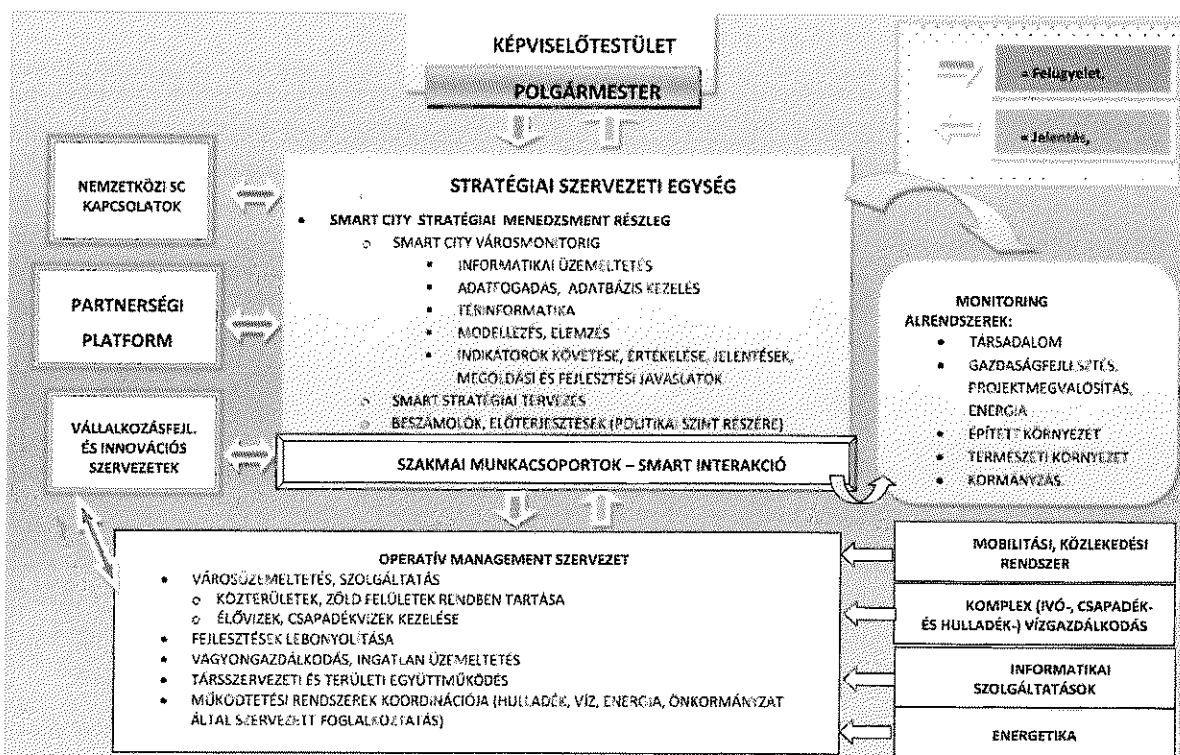 KÉPVISELŐTESTÜLET
POLGÁRMESTER
= Felügyelet,
= Jelentés,
NEMZETKÖZI SC
KAPCSOLATOK
PARTNERSÉGI
PLATFORM
VÁLLALKOZÁSFEJL.
ÉS INNOVÁCIÓS
SZERVEZETEK
STRATÉGIAI SZERVEZETI EGYSÉG
• SMART CITY STRATÉGIAI MENEDZSMENT RÉSZLEG
o SMART CITY VÁROSMONITORIG
▪ INFORMATIKAI ÜZEMELTETÉS
▪ ADATFOGADÁS, ADATBÁZIS KEZELÉS
▪ TÉRINFORMATIKA
▪ MODELLEZÉS, ELEMZÉS
▪ INDIKÁTOROK KÖVETÉSE, ÉRTÉKELÉSE, JELENTÉSEK,
MEGOLDÁSI ÉS FEJLESZTÉSI JAVASLATOK
o SMART STRATÉGIAI TERVEZÉS
o BESZÁMOLÓK, ELŐTERJESZTÉSEK (POLITIKAI SZINT RÉSZÉRE)
SZAKMAI MUNKACSOPORTOK – SMART INTERAKCIÓ
MONITORING
ALRENDSZEREK:
• TÁRSADALOM
• GAZDASÁGFEJLESZTÉS,
PROJEKTMEGVALÓSÍTÁS,
ENERGIA
• ÉPÍTETT KÖRNYEZET
• TERMÉSZETI KÖRNYEZET
• KORMÁNYZÁS
OPERATÍV MANAGEMENT SZERVEZET
• VÁROSÜZEMELTETÉS, SZOLGÁLTATÁS
o KÖZTERÜLETEK, ZÖLD FELÜLETEK RENDBEN TARTÁSA
o ÉLŐVIZEK, CSAPADÉKVIZEK KEZELÉSE
• FEJLESZTÉSEK LEBONYOLÍTÁSA
• VAGYONGAZDÁLKODÁS, INGATLAN ÜZEMELTETÉS
• TÁRSSZERVEZETI ÉS TERÜLETI EGYÜTTMŰKÖDÉS
• MŰKÖDTETÉSI RENDSZEREK KOORDINÁCIÓJA (HULLADÉK, VÍZ, ENERGIA, ÖNKORMÁNYZAT
ÁLTAL SZERVEZETT FOGLALKOZTATÁS)
MOBILITÁSI, KÖZLEKEDÉSI
RENDSZER
KOMPLEX (IVÓ-, CSAPADÉK-
ÉS HULLADÉK-) VÍZGAZDÁLKODÁS
INFORMATIKAI
SZOLGÁLTATÁSOK
ENERGETIKA